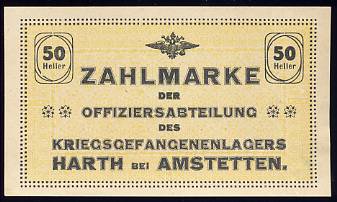 50 Heller
50 Heller
ZAHLMARKE
DER
OFFIZIERSABTEILUNG
DES
KRIEGSGEFANGENENLAGERS
HARTH BEI AMSTETTEN.